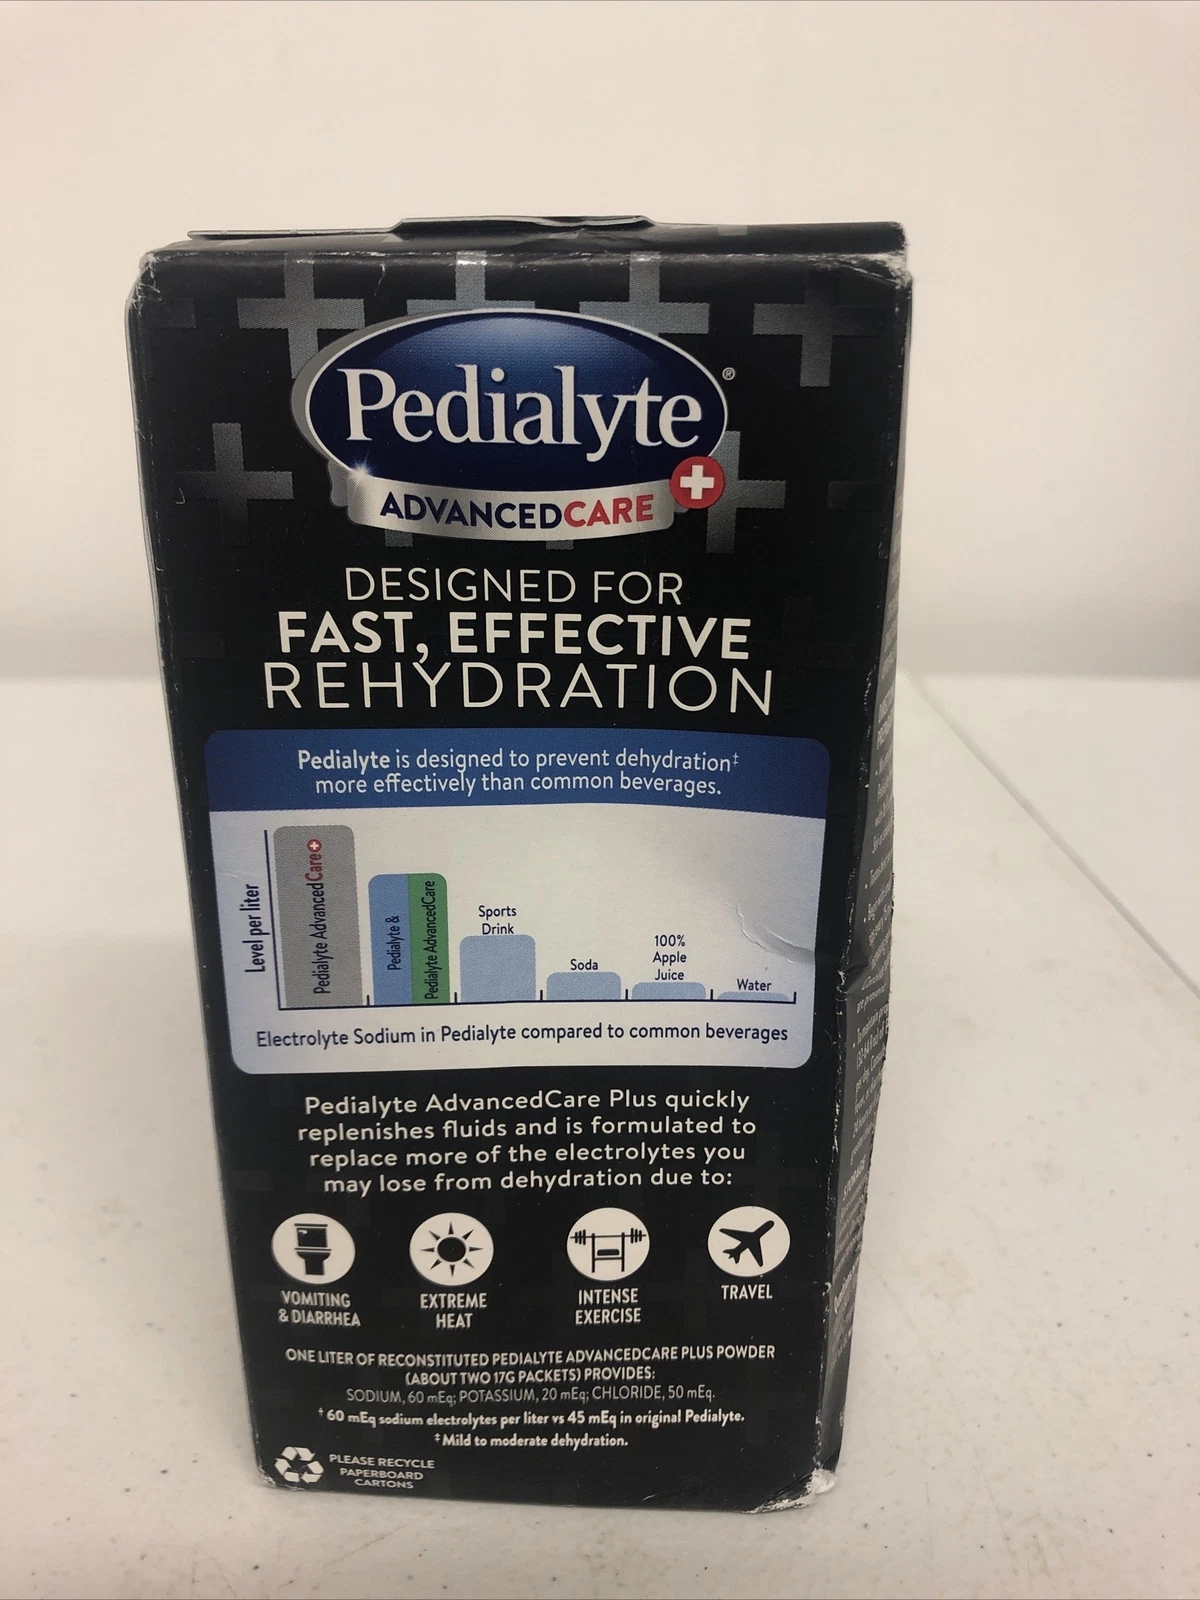 Pedialyte®
ADVANCEDCARE
DESIGNED FOR
FAST, EFFECTIVE
REHYDRATION
Pedialyte is designed to prevent dehydration‡
more effectively than common beverages.
Level per liter
Pedialyte AdvancedCare+
Pedialyte &
Pedialyte AdvancedCare
Sports
Drink
Soda
100%
Apple
Juice
Water
Electrolyte Sodium in Pedialyte compared to common beverages
Pedialyte AdvancedCare Plus quickly
replenishes fluids and is formulated to
replace more of the electrolytes you
may lose from dehydration due to:
VOMITING
& DIARRHEA
EXTREME
HEAT
INTENSE
EXERCISE
TRAVEL
ONE LITER OF RECONSTITUTED PEDIALYTE ADVANCEDCARE PLUS POWDER
(ABOUT TWO 17G PACKETS) PROVIDES:
SODIUM, 60 mEq; POTASSIUM, 20 mEq; CHLORIDE, 50 mEq.
†60 mEq sodium electrolytes per liter vs 45 mEq in original Pedialyte.
‡Mild to moderate dehydration.
PLEASE RECYCLE
PAPERBOARD
CARTONS